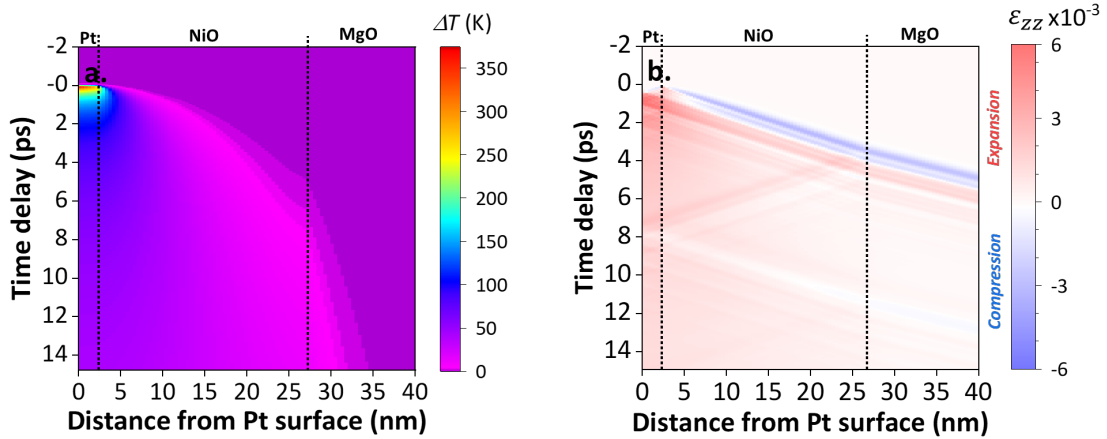 ΔT (K)
Pt NiO MgO
a.
-2
-0
2
4
6
8
10
12
14
Time delay (ps)
0 5 10 15 20 25 30 35 40
Distance from Pt surface (nm)
350
300
250
200
150
100
50
0
εzz x10-3
Pt NiO MgO
b.
-2
0
2
4
6
8
10
12
14
Time delay (ps)
0 5 10 15 20 25 30 35 40
Distance from Pt surface (nm)
6
3
0
-3
-6
Expansion
Compression